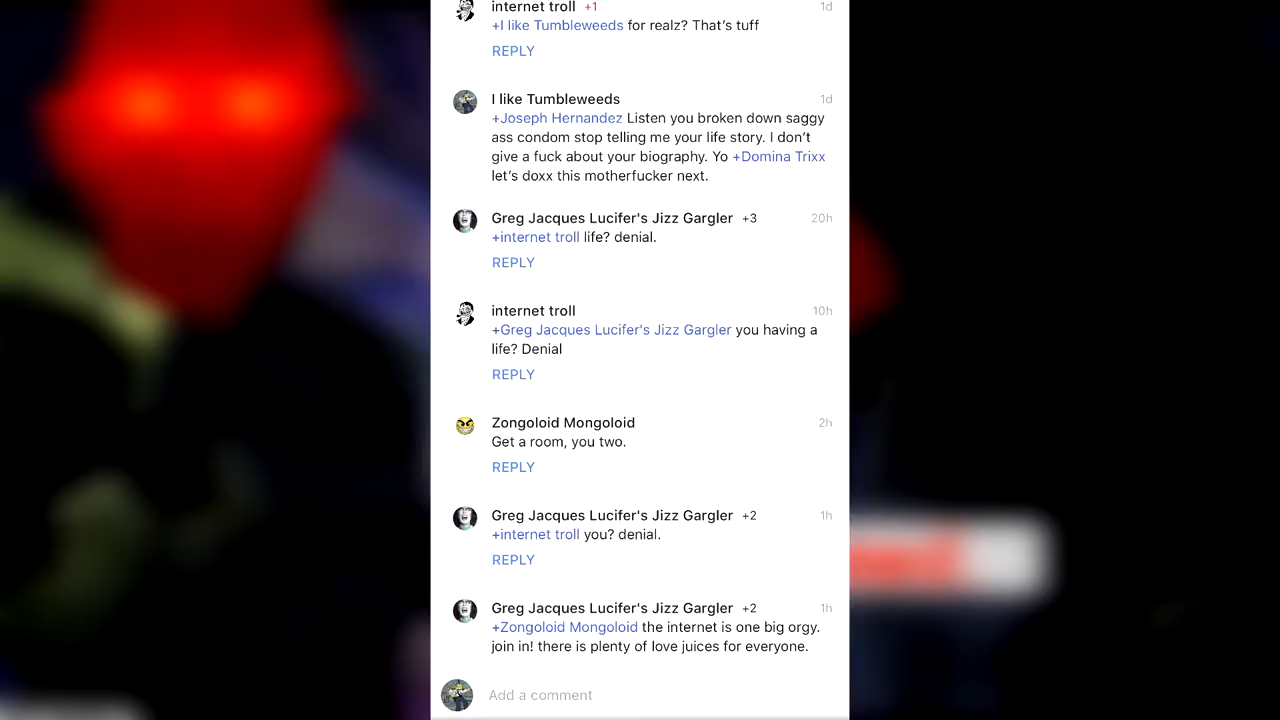 internet troll +1 1d
+I like Tumbleweeds for realz? That's tuff
REPLY
I like Tumbleweeds 1d
+Joseph Hernandez Listen you broken down saggy
ass condom stop telling me your life story. I don't
give a fuck about your biography. Yo +Domina Trixx
let's doxx this motherfucker next.
Greg Jacques Lucifer's Jizz Gargler +3 20h
+internet troll life? denial.
REPLY
internet troll 10h
+Greg Jacques Lucifer's Jizz Gargler you having a
life? Denial
REPLY
Zongoloid Mongoloid 2h
Get a room, you two.
REPLY
Greg Jacques Lucifer's Jizz Gargler +2 1h
+internet troll you? denial.
REPLY
Greg Jacques Lucifer's Jizz Gargler +2 1h
+Zongoloid Mongoloid the internet is one big orgy.
join in! there is plenty of love juices for everyone.
Add a comment